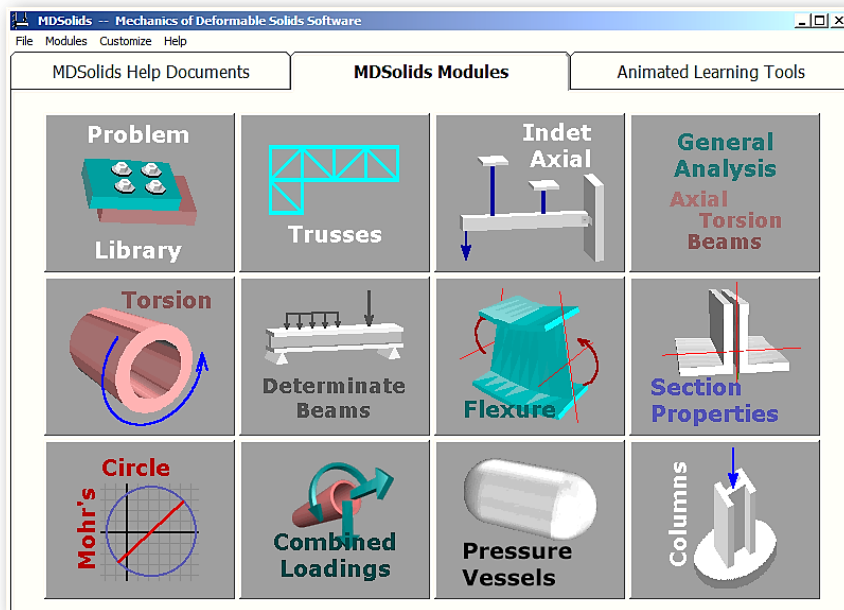 MDSolids -- Mechanics of Deformable Solids Software
File Modules Customize Help
MDSolids Help Documents
MDSolids Modules
Animated Learning Tools
Problem
Library
Trusses
Indet
Axial
General
Analysis
Axial
Torsion
Beams
Torsion
Determinate
Beams
Flexure
Section
Properties
Mohr's
Circle
Combined
Loadings
Pressure
Vessels
Columns